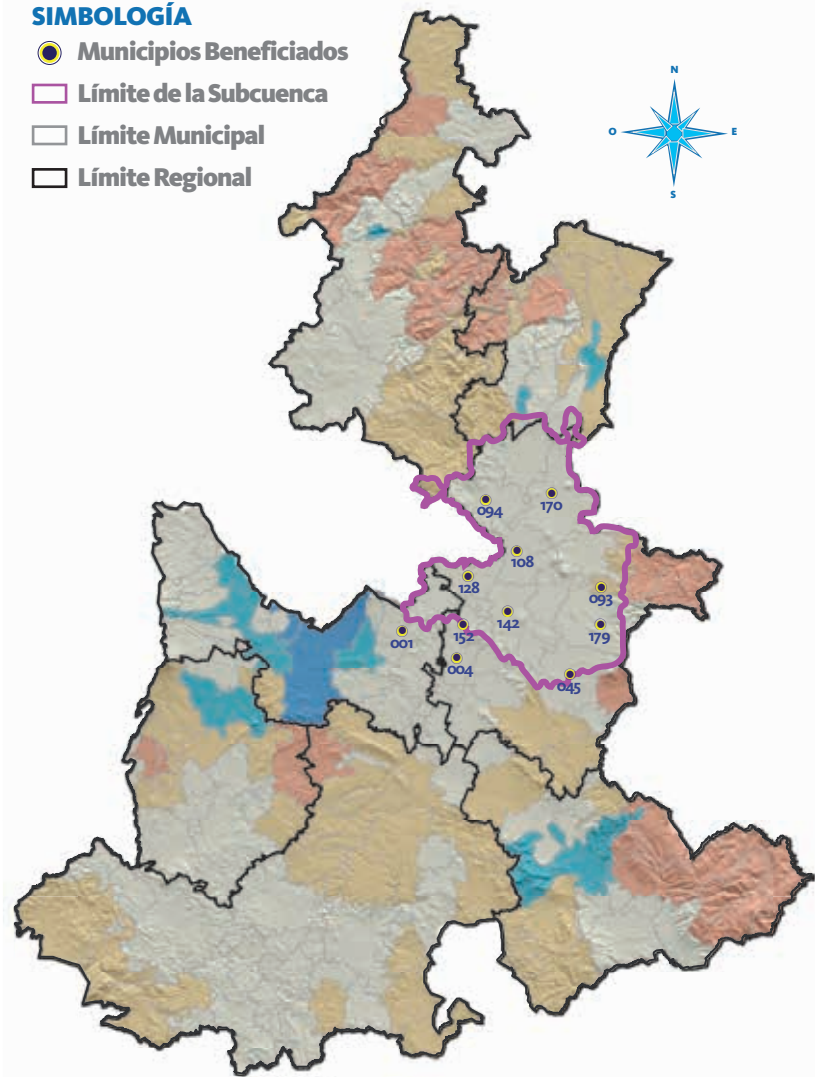 SIMBOLOGÍA
Municipios Beneficiados
Límite de la Subcuenca
Límite Municipal
Límite Regional
N
O
E
S
094
170
108
128
093
142
152
179
001
004
045